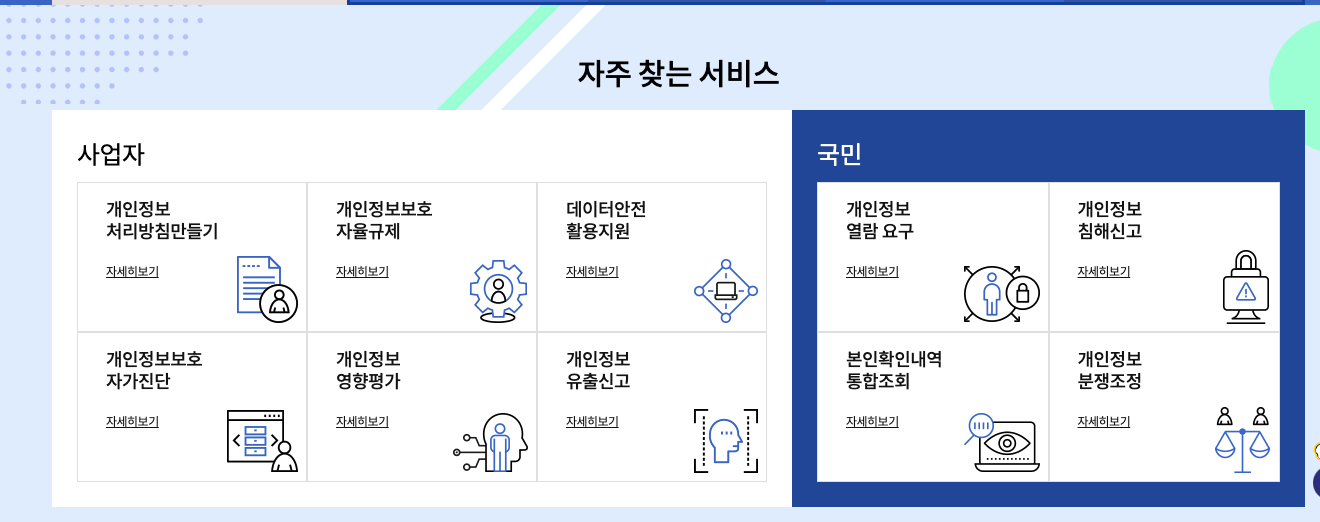 자주 찾는 서비스
사업자
개인정보
처리방침만들기
자세히보기
개인정보보호
자율규제
자세히보기
데이터안전
활용지원
자세히보기
개인정보보호
자가진단
자세히보기
개인정보
영향평가
자세히보기
개인정보
유출신고
자세히보기
국민
개인정보
열람 요구
자세히보기
개인정보
침해신고
자세히보기
본인확인내역
통합조회
자세히보기
개인정보
분쟁조정
자세히보기